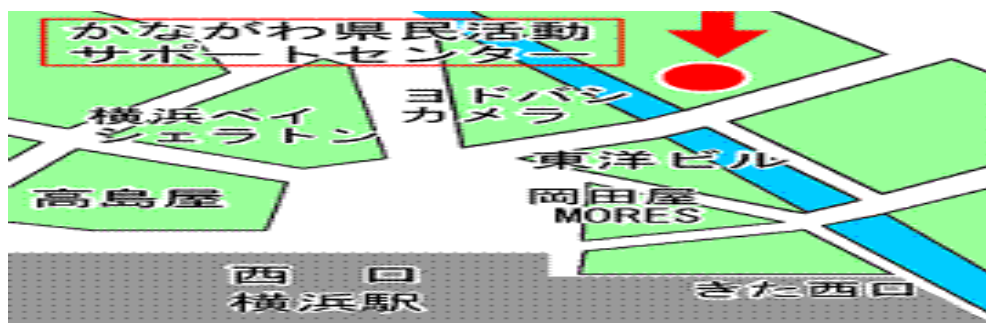 かながわ県民活動
サポートセンター
ヨドバシ
カメラ
横浜ベイ
シェラトン
東洋ビル
高島屋
岡田屋
MORES
西　口
横浜駅
きた西口